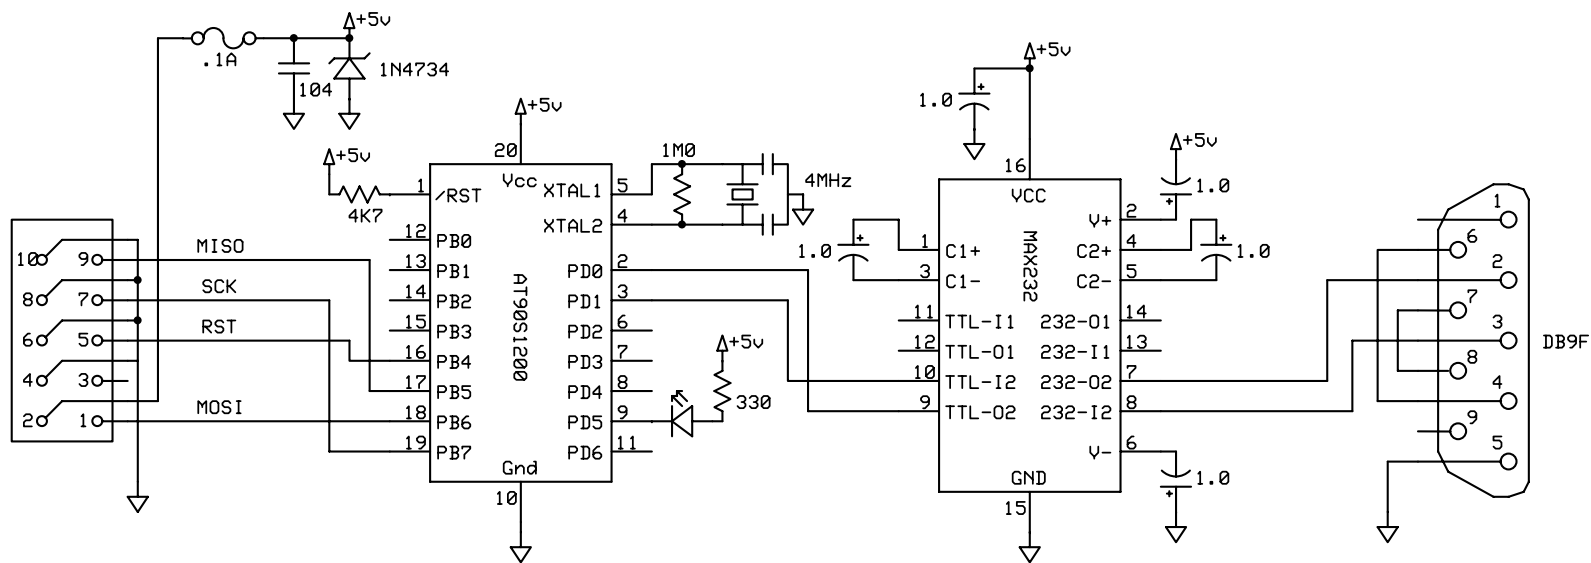 +5v
.1A
104
1N4734
+5v
1.0
+
+5v
20
Vcc
+5v
4K7
1
/RST
XTAL1
5
1M0
4MHz
XTAL2
4
16
VCC
+5v
1.0
+
V+
2
10
9
MISO
8
7
SCK
6
5
RST
4
3
2
1
MOSI
12
PB0
13
PB1
14
PB2
15
PB3
16
PB4
17
PB5
18
PB6
19
PB7
AT90S1200
PD0
2
PD1
3
PD2
6
PD3
7
PD4
8
PD5
9
PD6
11
Gnd
10
+5v
330
1.0
+
1
C1+
3
C1-
MAX232
C2+
4
C2-
5
+
1.0
11
TTL-I1
232-O1
14
12
TTL-O1
232-I1
13
10
TTL-I2
232-O2
7
9
TTL-O2
232-I2
8
V-
6
1.0
+
GND
15
1
6
2
7
3
8
4
9
5
DB9F